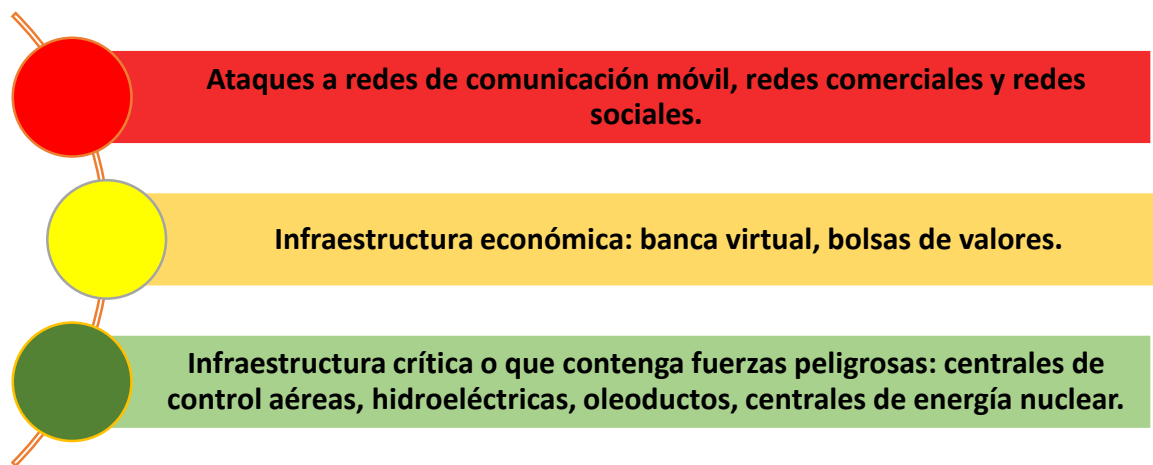 Ataques a redes de comunicación móvil, redes comerciales y redes
sociales.
Infraestructura económica: banca virtual, bolsas de valores.
Infraestructura crítica o que contenga fuerzas peligrosas: centrales de
control aéreas, hidroeléctricas, oleoductos, centrales de energía nuclear.